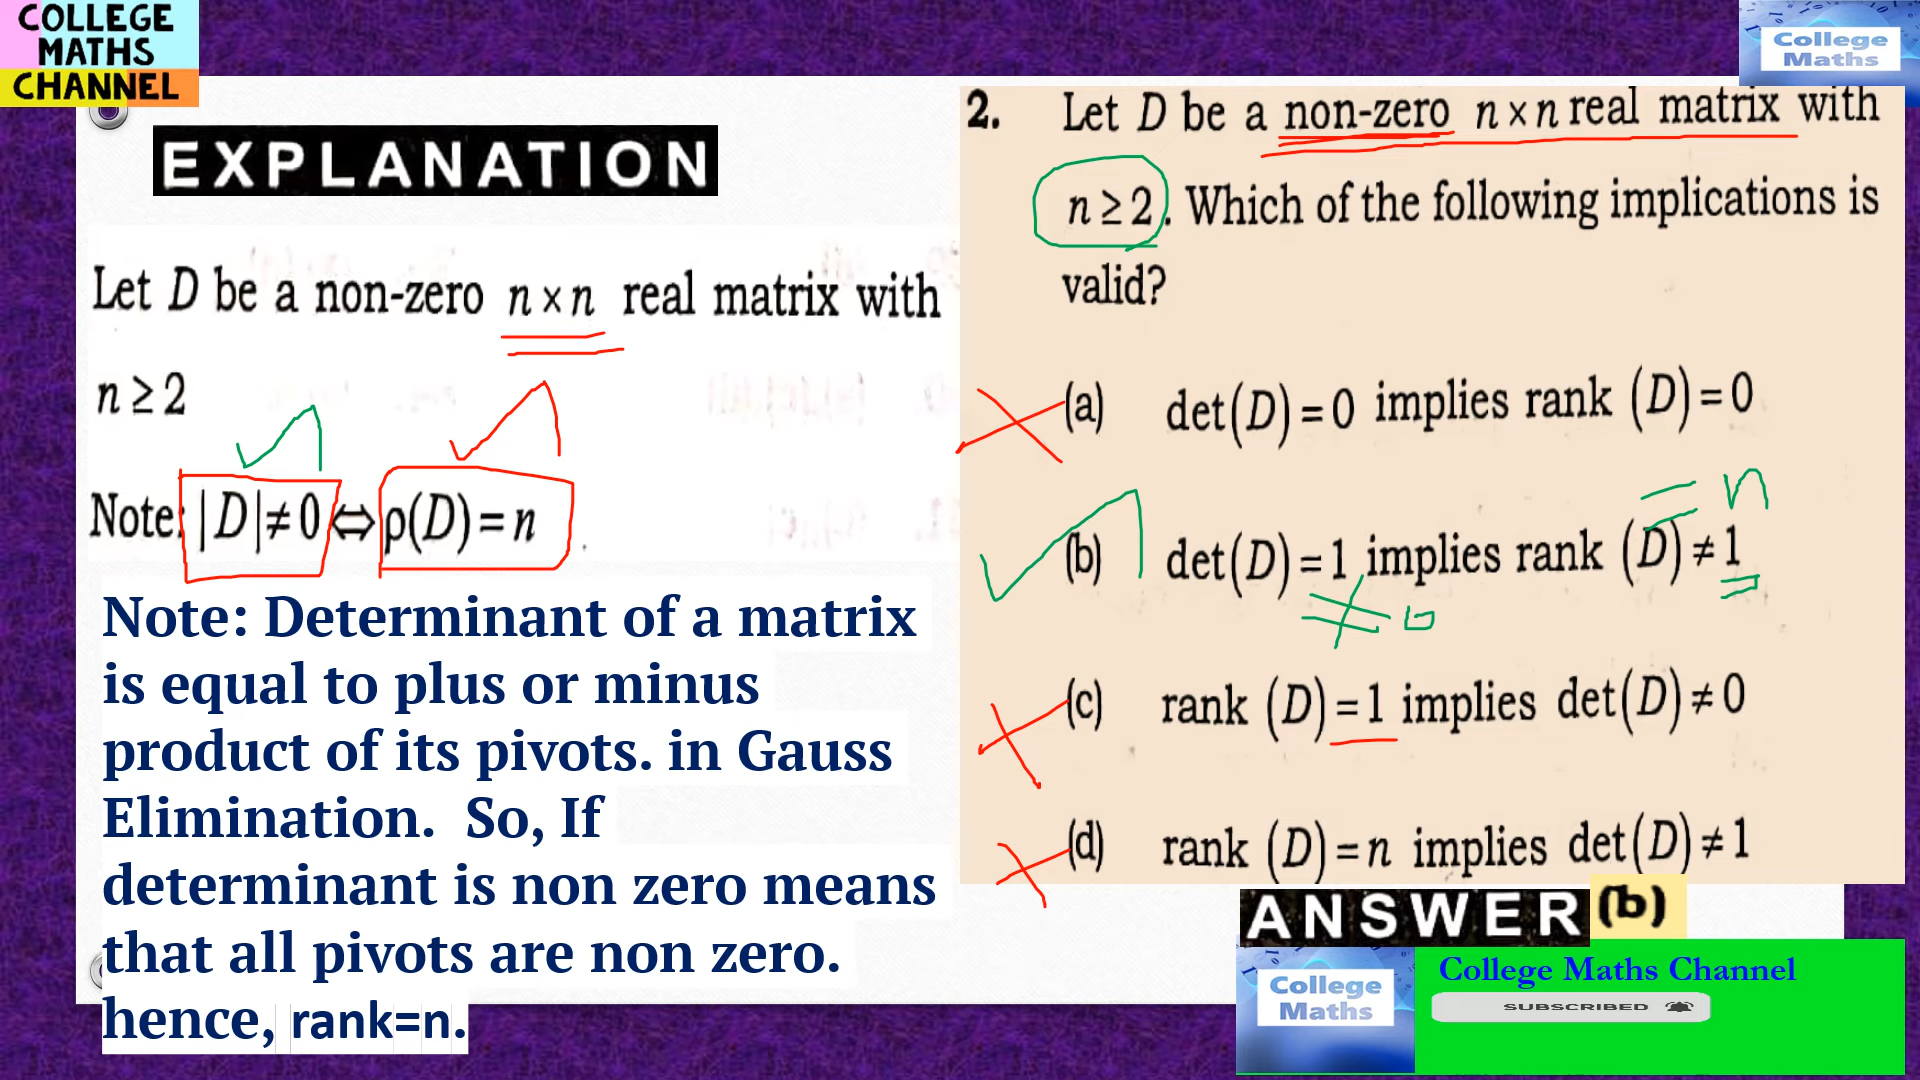 COLLEGE
MATHS
CHANNEL
College
Maths
EXPLANATION
Let D be a non-zero n×n real matrix with
n ≥ 2
Note: |D| ≠ 0 ⇔ ρ(D) = n
Note: Determinant of a matrix
is equal to plus or minus
product of its pivots. in Gauss
Elimination. So, If
determinant is non zero means
that all pivots are non zero.
hence, rank=n.
2. Let D be a non-zero n×n real matrix with
n ≥ 2. Which of the following implications is
valid?
(a) det(D) = 0 implies rank (D) = 0
= n
(b) det(D) = 1 implies rank (D) ≠ 1
≠ 0
(c) rank (D) = 1 implies det(D) ≠ 0
(d) rank (D) = n implies det(D) ≠ 1
ANSWER (b)
College
Maths
College Maths Channel
SUBSCRIBED